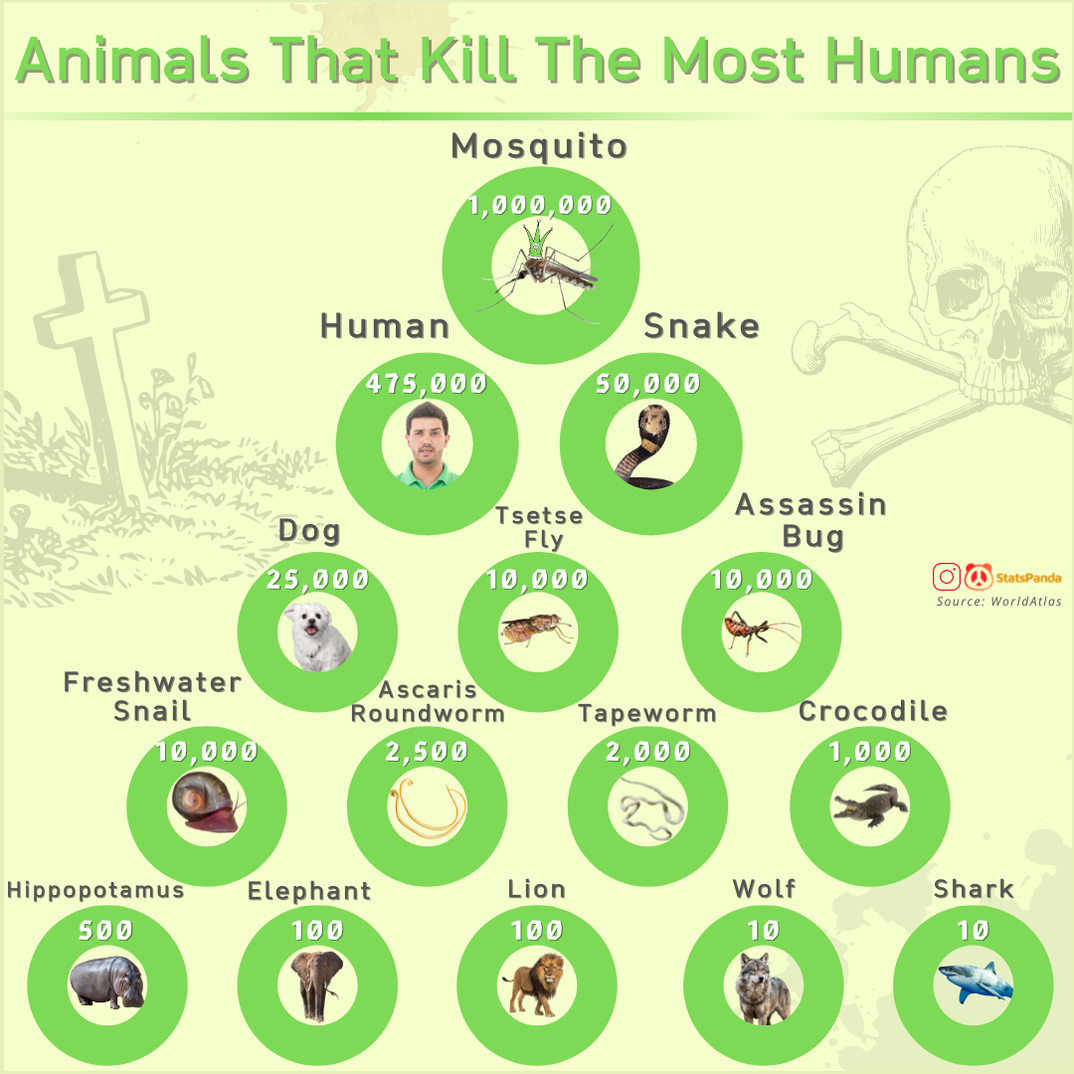 Animals That Kill The Most Humans
Mosquito
1,000,000
Human
475,000
Snake
50,000
Dog
25,000
Tsetse
Fly
10,000
Assassin
Bug
10,000
StatsPanda
Source: WorldAtlas
Freshwater
Snail
10,000
Ascaris
Roundworm
2,500
Tapeworm
2,000
Crocodile
1,000
Hippopotamus
500
Elephant
100
Lion
100
Wolf
10
Shark
10